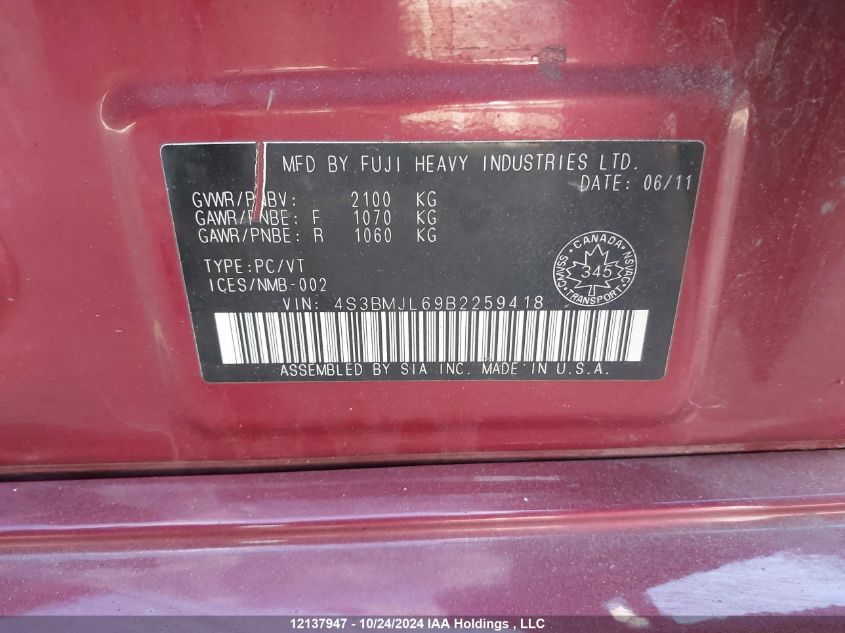 MFD BY FUJI HEAVY INDUSTRIES LTD.
DATE: 06/11
GVWR/PNBV: 2100 KG
GAWR/PNBE: F 1070 KG
GAWR/PNBE: R 1060 KG
TYPE:PC/VT
ICES/NMB-002
CANADA
CMVSS NSVAC
345
TRANSPORT
VIN: 4S3BMJL69B2259418
ASSEMBLED BY SIA INC. MADE IN U.S.A.
12137947 - 10/24/2024 IAA Holdings , LLC